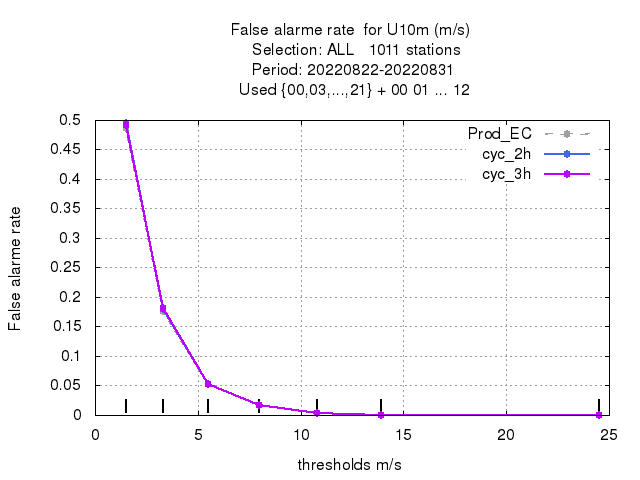 False alarme rate  for U10m (m/s)
Selection: ALL   1011 stations
Period: 20220822-20220831
Used {00,03,...,21} + 00 01 ... 12
Prod_EC
cyc_2h
cyc_3h
False alarme rate
0.5
0.45
0.4
0.35
0.3
0.25
0.2
0.15
0.1
0.05
0
0 5 10 15 20 25
thresholds m/s